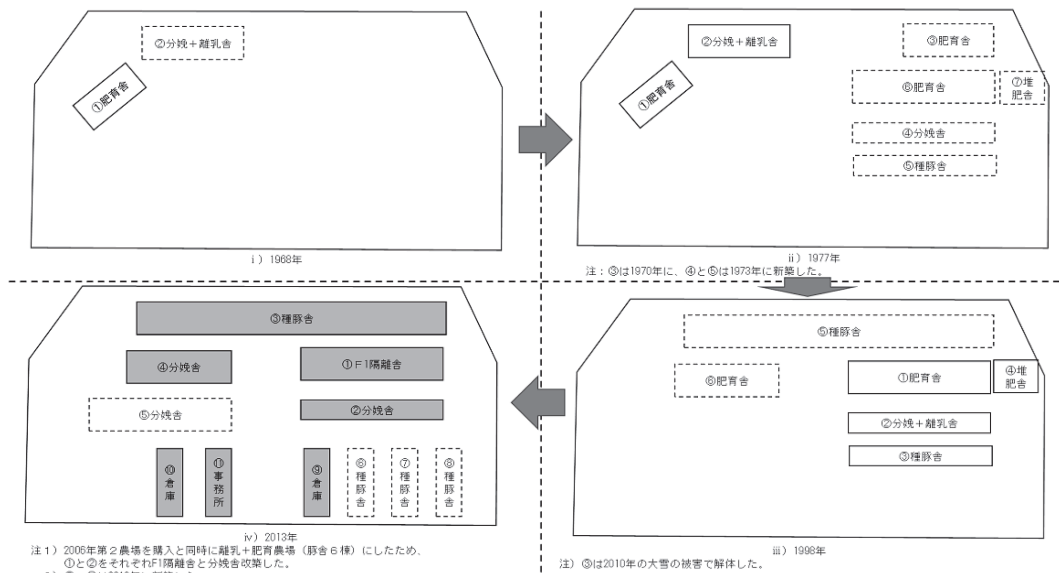 ②分娩+離乳舎
①肥育舎
i）1968年
②分娩+離乳舎
①肥育舎
③肥育舎
⑥肥育舎
⑦堆
肥舎
④分娩舎
⑤種豚舎
ii）1977年
注：③は1970年に、④と⑤は1973年に新築した。
③種豚舎
④分娩舎
①F1隔離舎
⑤分娩舎
②分娩舎
⑩倉庫
⑪事務所
⑨倉庫
⑥種豚舎
⑦種豚舎
⑧種豚舎
iv）2013年
注1）2006年第2農場を購入と同時に離乳+肥育農場（豚舎6棟）にしたため、
①と②をそれぞれF1隔離舎と分娩舎改築した。
⑤種豚舎
⑥肥育舎
①肥育舎
④堆
肥舎
②分娩+離乳舎
③種豚舎
iii）1998年
注）③は2010年の大雪の被害で解体した。